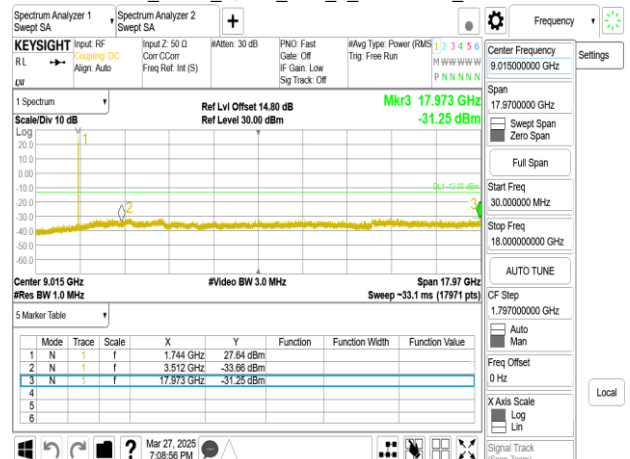 Spectrum Analyzer 1
Swept SA
Spectrum Analyzer 2
Swept SA
+
Frequency
KEYSIGHT
RL
Input: RF
Coupling: DC
Align: Auto
Input Z: 50 Ω
Corr CCorr
Freq Ref: Int (S)
#Atten: 30 dB
PNO: Fast
Gate: Off
IF Gain: Low
Sig Track: Off
#Avg Type: Power (RMS
Trig: Free Run
1 2 3 4 5 6
M W W W W W
P N N N N N
LXI
1 Spectrum
Scale/Div 10 dB
Ref Lvl Offset 14.80 dB
Ref Level 30.00 dBm
Mkr3 17.973 GHz
-31.25 dBm
Log
20.0
10.0
0.00
-10.0
-20.0
-30.0
-40.0
-50.0
-60.0
1
2
3
DL1 -13.00 dBm
Center 9.015 GHz
#Res BW 1.0 MHz
#Video BW 3.0 MHz
Span 17.97 GHz
Sweep ~33.1 ms (17971 pts)
5 Marker Table
Mode Trace Scale X Y Function Function Width Function Value
1 N 1 f 1.744 GHz 27.64 dBm
2 N 1 f 3.512 GHz -33.66 dBm
3 N 1 f 17.973 GHz -31.25 dBm
4
5
6
?
Mar 27, 2025
7:08:56 PM
Center Frequency
9.015000000 GHz
Settings
Span
17.9700000 GHz
Swept Span
Zero Span
Full Span
Start Freq
30.000000 MHz
Stop Freq
18.000000000 GHz
AUTO TUNE
CF Step
1.797000000 GHz
Auto
Man
Freq Offset
0 Hz
X Axis Scale
Log
Lin
Local
Signal Track
(Span Zoom)